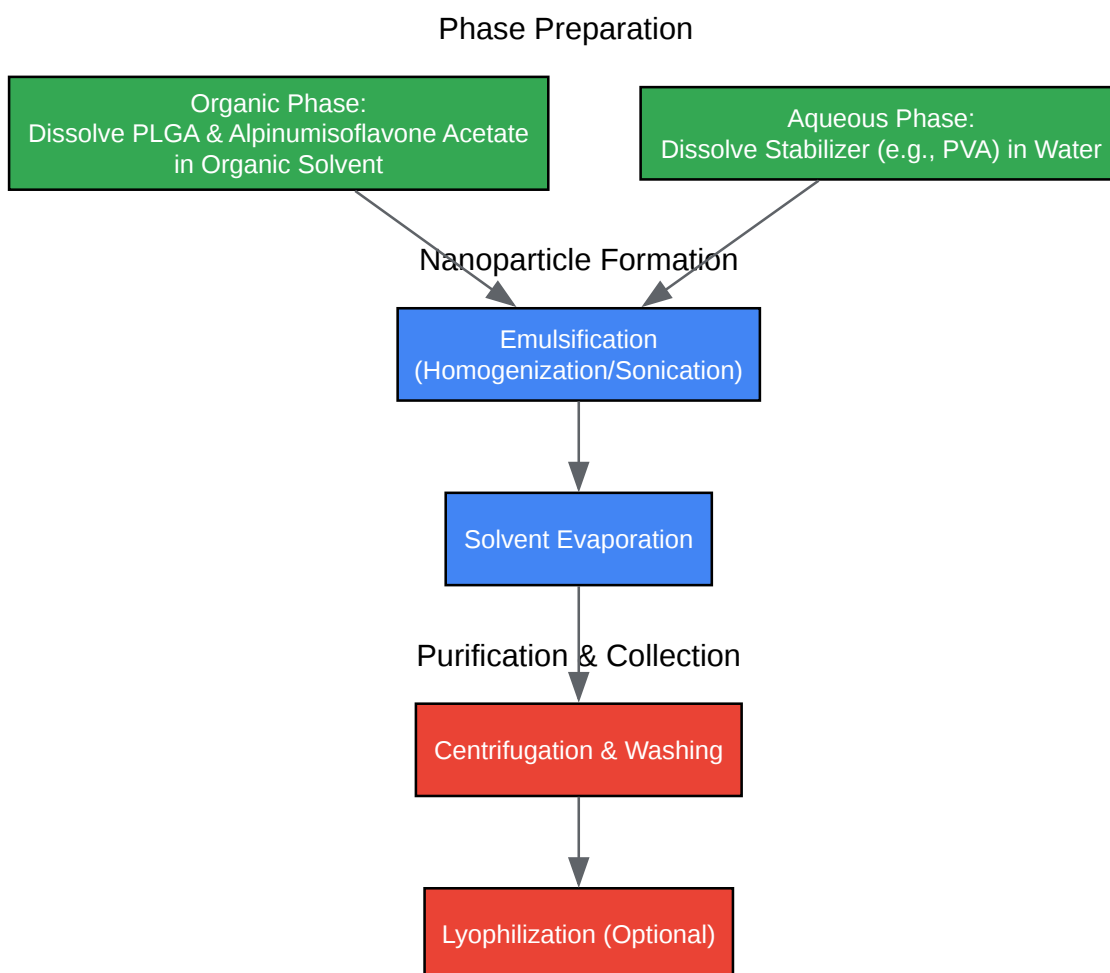 Phase Preparation
Organic Phase:
Dissolve PLGA & Alpinumisoflavone Acetate
in Organic Solvent
Aqueous Phase:
Dissolve Stabilizer (e.g., PVA) in Water
Nanoparticle Formation
Emulsification
(Homogenization/Sonication)
Solvent Evaporation
Purification & Collection
Centrifugation & Washing
Lyophilization (Optional)